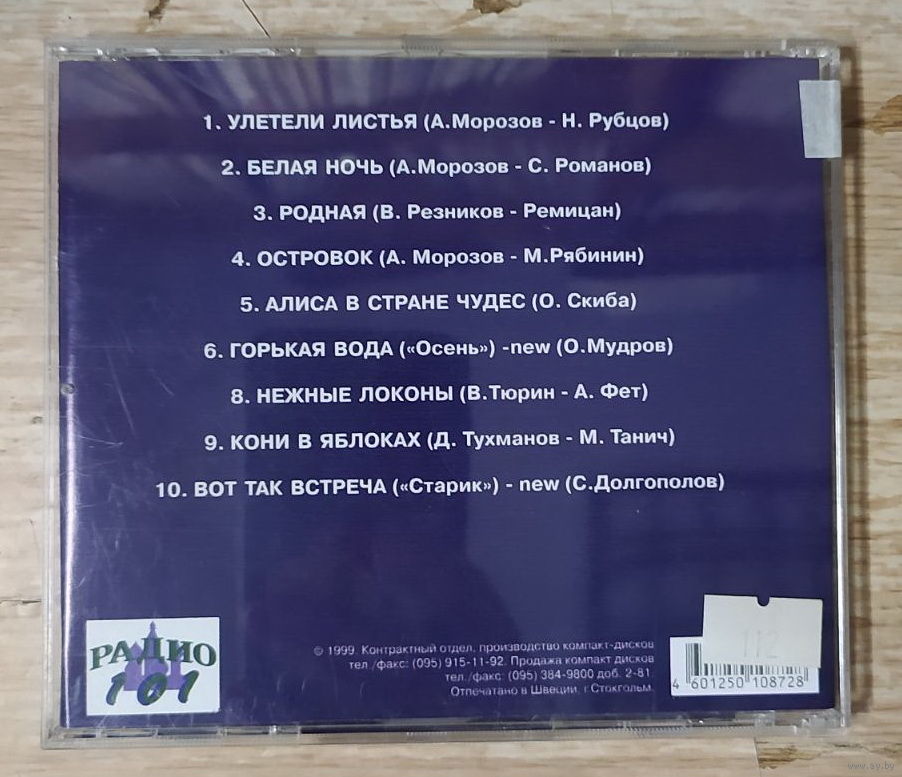 1. УЛЕТЕЛИ ЛИСТЬЯ (А.Морозов - Н. Рубцов)
2. БЕЛАЯ НОЧЬ (А.Морозов - С. Романов)
3. РОДНАЯ (В. Резников - Ремицан)
4. ОСТРОВОК (А. Морозов - М.Рябинин)
5. АЛИСА В СТРАНЕ ЧУДЕС (О. Скиба)
6. ГОРЬКАЯ ВОДА («Осень») -new (О.Мудров)
8. НЕЖНЫЕ ЛОКОНЫ (В.Тюрин - А. Фет)
9. КОНИ В ЯБЛОКАХ (Д. Тухманов - М. Танич)
10. ВОТ ТАК ВСТРЕЧА («Старик») - new (С.Долгополов)
РАДИО
101
© 1999. Контрактный отдел, производство компакт-дисков
тел./факс: (095) 915-11-92. Продажа компакт дисков
тел./факс: (095) 384-9800 доб. 2-81.
Отпечатано в Швеции, г.Стокгольм.
112
4 601250 108728
www.ay.by